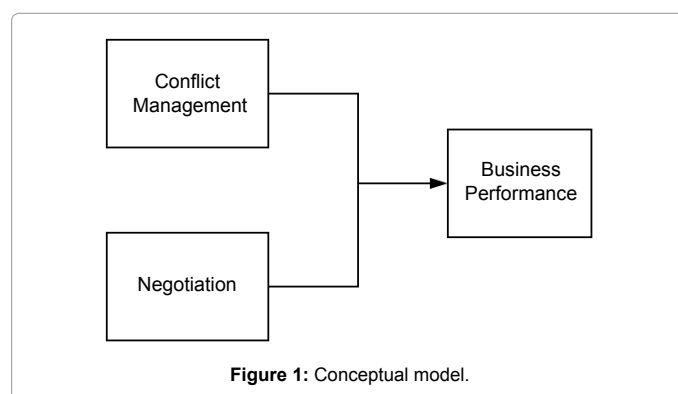 Conflict
Management
Business
Performance
Negotiation
Figure 1: Conceptual model.